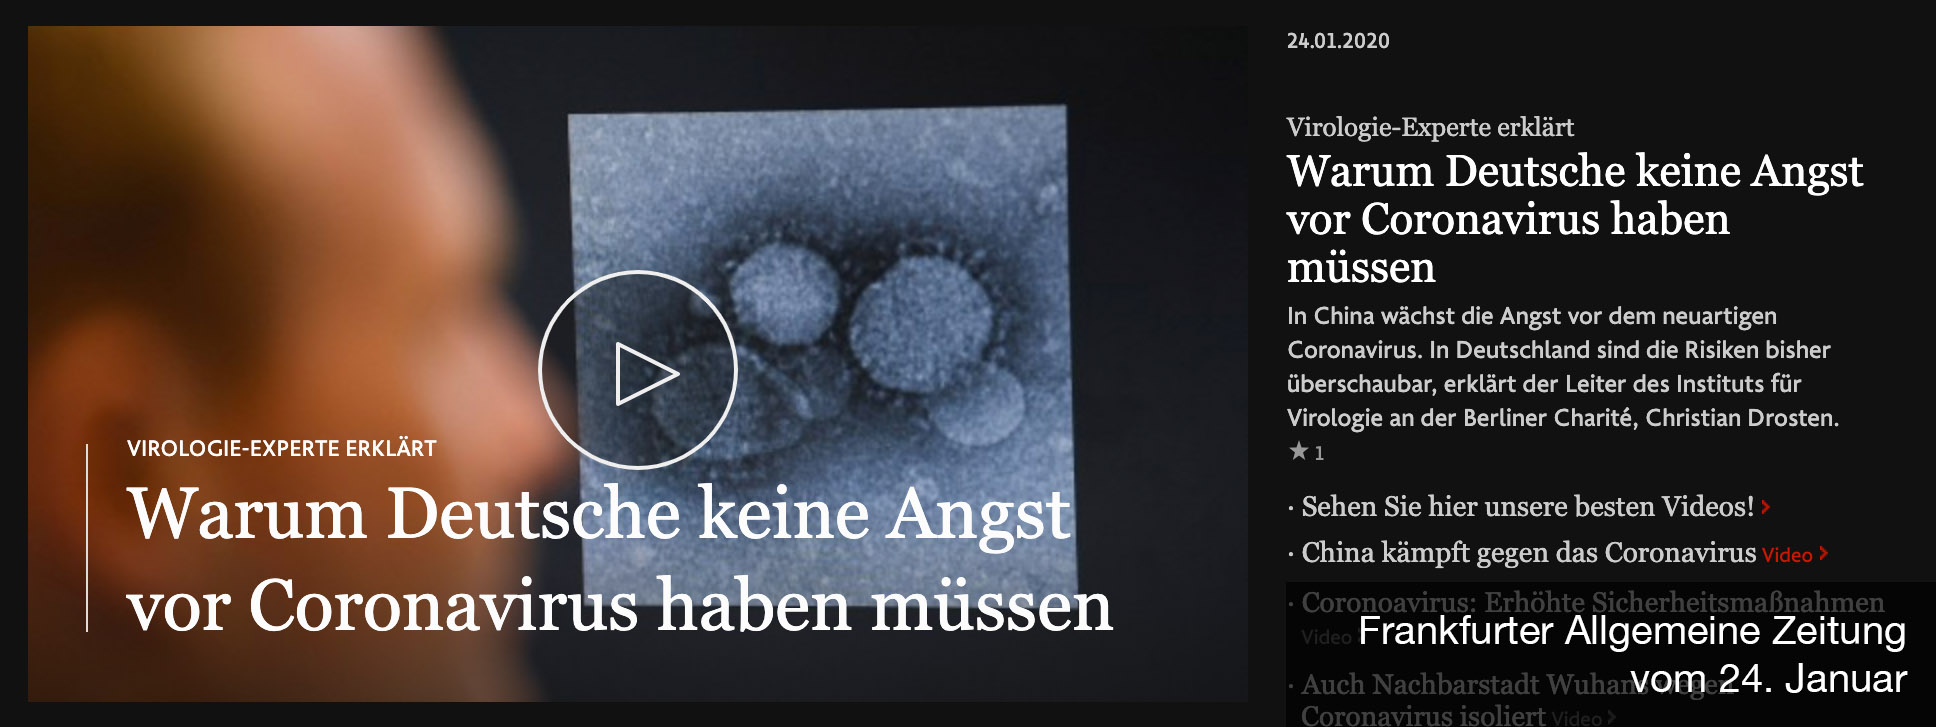 VIROLOGIE-EXPERTE ERKLÄRT
Warum Deutsche keine Angst
vor Coronavirus haben müssen
24.01.2020
Virologie-Experte erklärt
Warum Deutsche keine Angst
vor Coronavirus haben
müssen
In China wächst die Angst vor dem neuartigen
Coronavirus. In Deutschland sind die Risiken bisher
überschaubar, erklärt der Leiter des Instituts für
Virologie an der Berliner Charité, Christian Drosten.
★ 1
· Sehen Sie hier unsere besten Videos!
· China kämpft gegen das Coronavirus Video
· Coronoavirus: Erhöhte Sicherheitsmaßnahmen
Video
Frankfurter Allgemeine Zeitung
· Auch Nachbarstadt Wuhans wegen
vom 24. Januar
Coronavirus isoliert Video